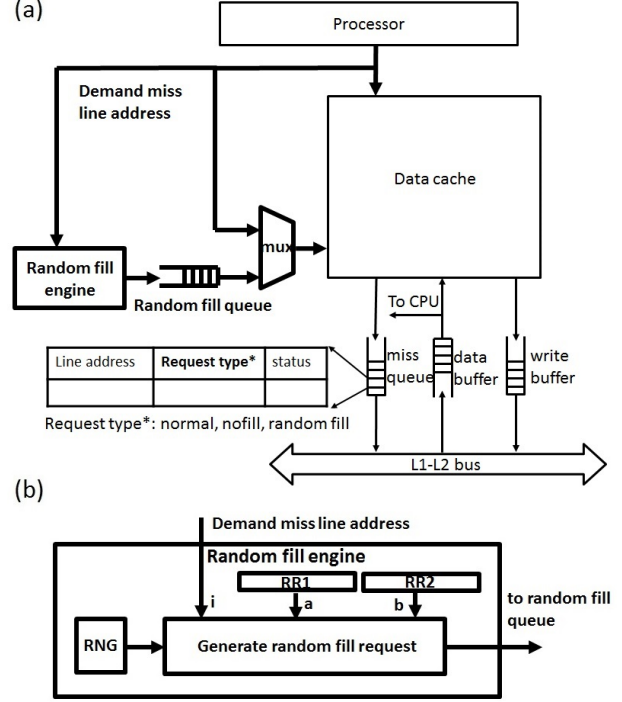 (a)
Processor
Demand miss
line address
Data cache
mux
Random fill
engine
Random fill queue
To CPU
Line address
Request type*
status
miss
queue
data
buffer
write
buffer
Request type*: normal, nofill, random fill
L1-L2 bus
(b)
Demand miss line address
Random fill engine
RR1
RR2
i
a
b
to random fill
queue
RNG
Generate random fill request